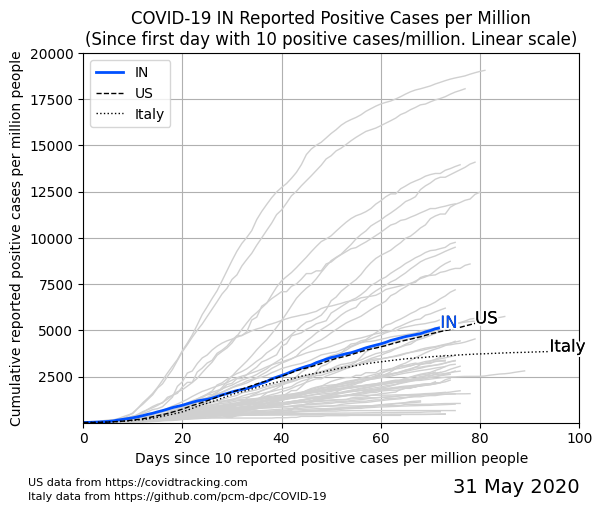 COVID-19 IN Reported Positive Cases per Million
(Since first day with 10 positive cases/million. Linear scale)
Cumulative reported positive cases per million people
20000
17500
15000
12500
10000
7500
5000
2500
IN
US
Italy
IN
US
Italy
0
20
40
60
80
100
Days since 10 reported positive cases per million people
US data from https://covidtracking.com
Italy data from https://github.com/pcm-dpc/COVID-19
31 May 2020